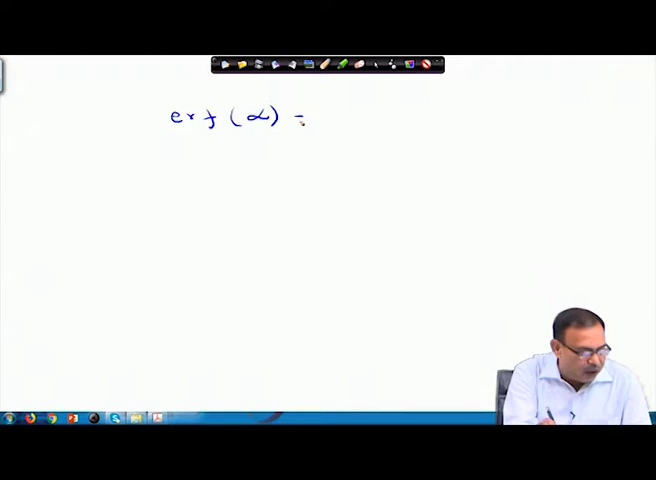 erf (α) =